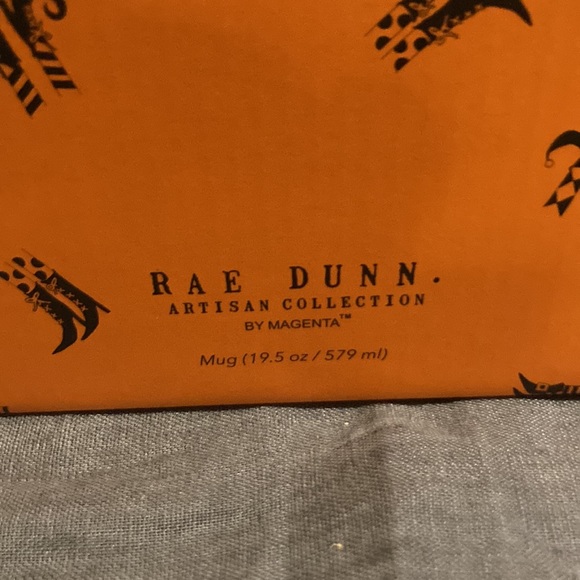 RAE DUNN.
ARTISAN COLLECTION
BY MAGENTA™
Mug (19.5 oz / 579 ml)